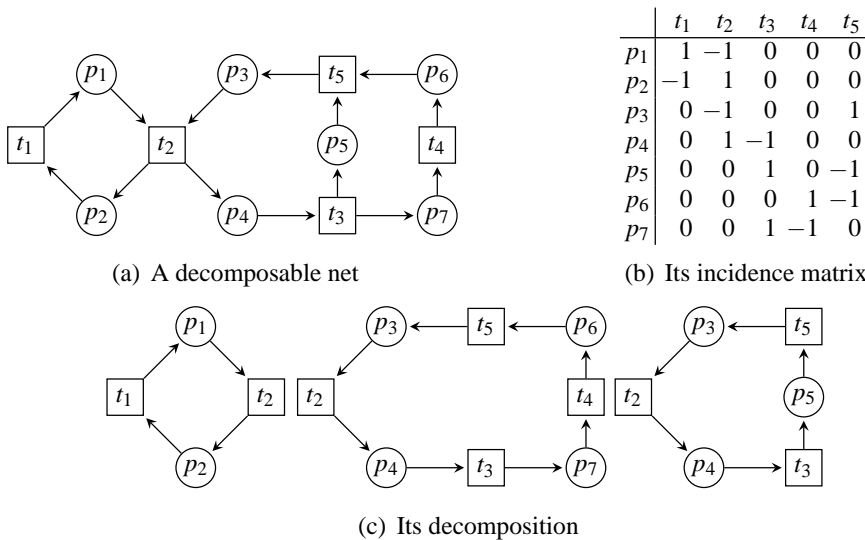 p1 p3 t5 p6
t1 t2 p5 t4
p2 p4 t3 p7
(a) A decomposable net
t1 t2 t3 t4 t5
p1 1 −1 0 0 0
p2 −1 1 0 0 0
p3 0 −1 0 0 1
p4 0 1 −1 0 0
p5 0 0 1 0 −1
p6 0 0 0 1 −1
p7 0 0 1 −1 0
(b) Its incidence matrix
p1 p3 t5 p6 p3 t5
t1 t2 t2 t4 t2 p5
p2 p4 t3 p7 p4 t3
(c) Its decomposition